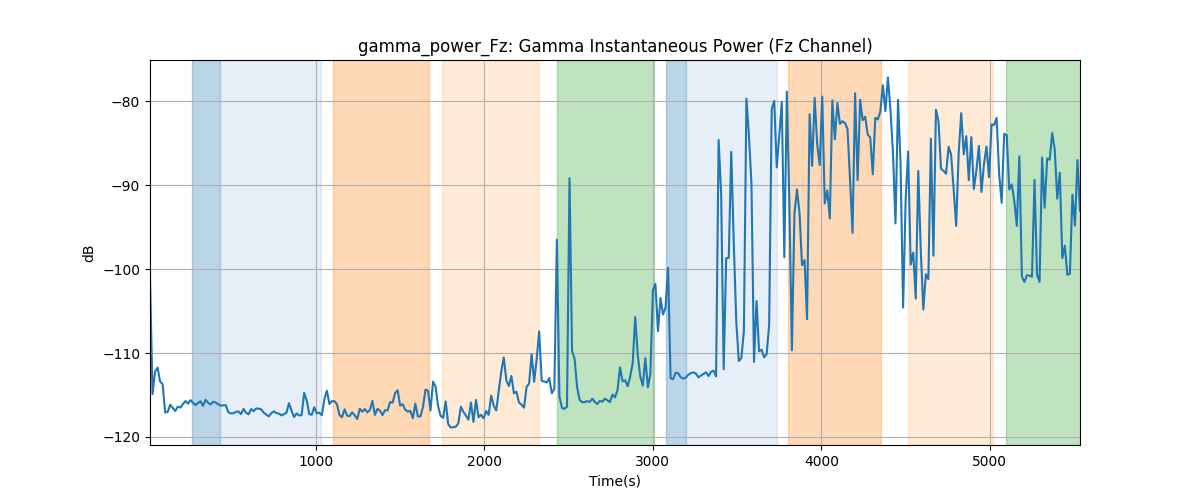 gamma_power_Fz: Gamma Instantaneous Power (Fz Channel)
−80
−90
−100
−110
−120
dB
1000 2000 3000 4000 5000
Time(s)